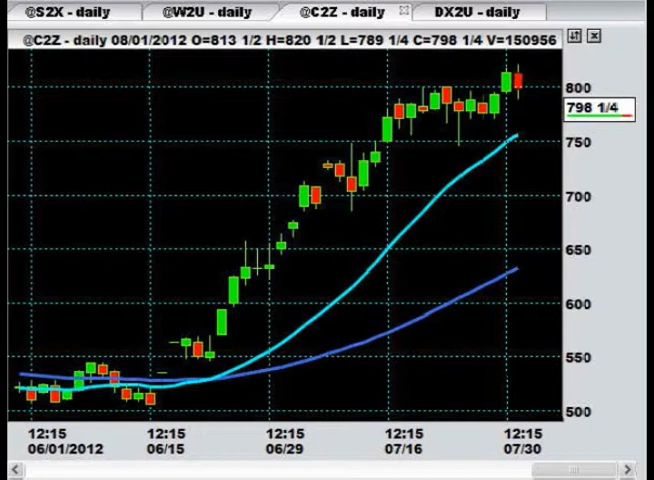 @S2X - daily @W2U - daily @C2Z - daily DX2U - daily
@C2Z - daily 08/01/2012 O=813 1/2 H=820 1/2 L=789 1/4 C=798 1/4 V=150956
800
798 1/4
750
700
650
600
550
500
12:15 12:15 12:15 12:15 12:15
06/01/2012 06/15 06/29 07/16 07/30